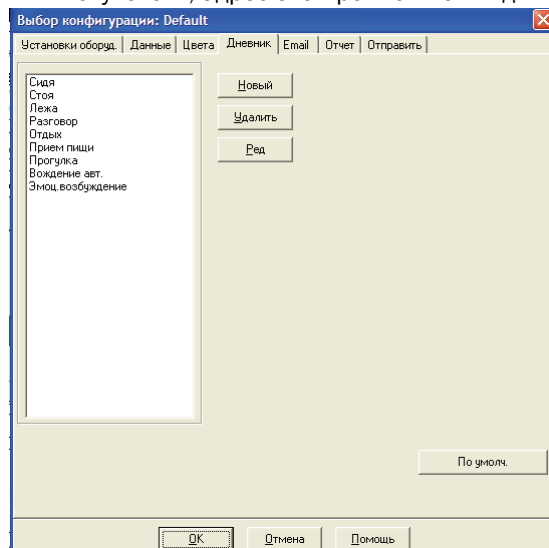 Выбор конфигурации: Default
Установки оборуд. Данные Цвета Дневник Email Отчет Отправить
Сидя
Стоя
Лежа
Разговор
Отдых
Прием пищи
Прогулка
Вождение авт.
Эмоц.возбуждение
Новый
Удалить
Ред
По умолч.
OK Отмена Помощь